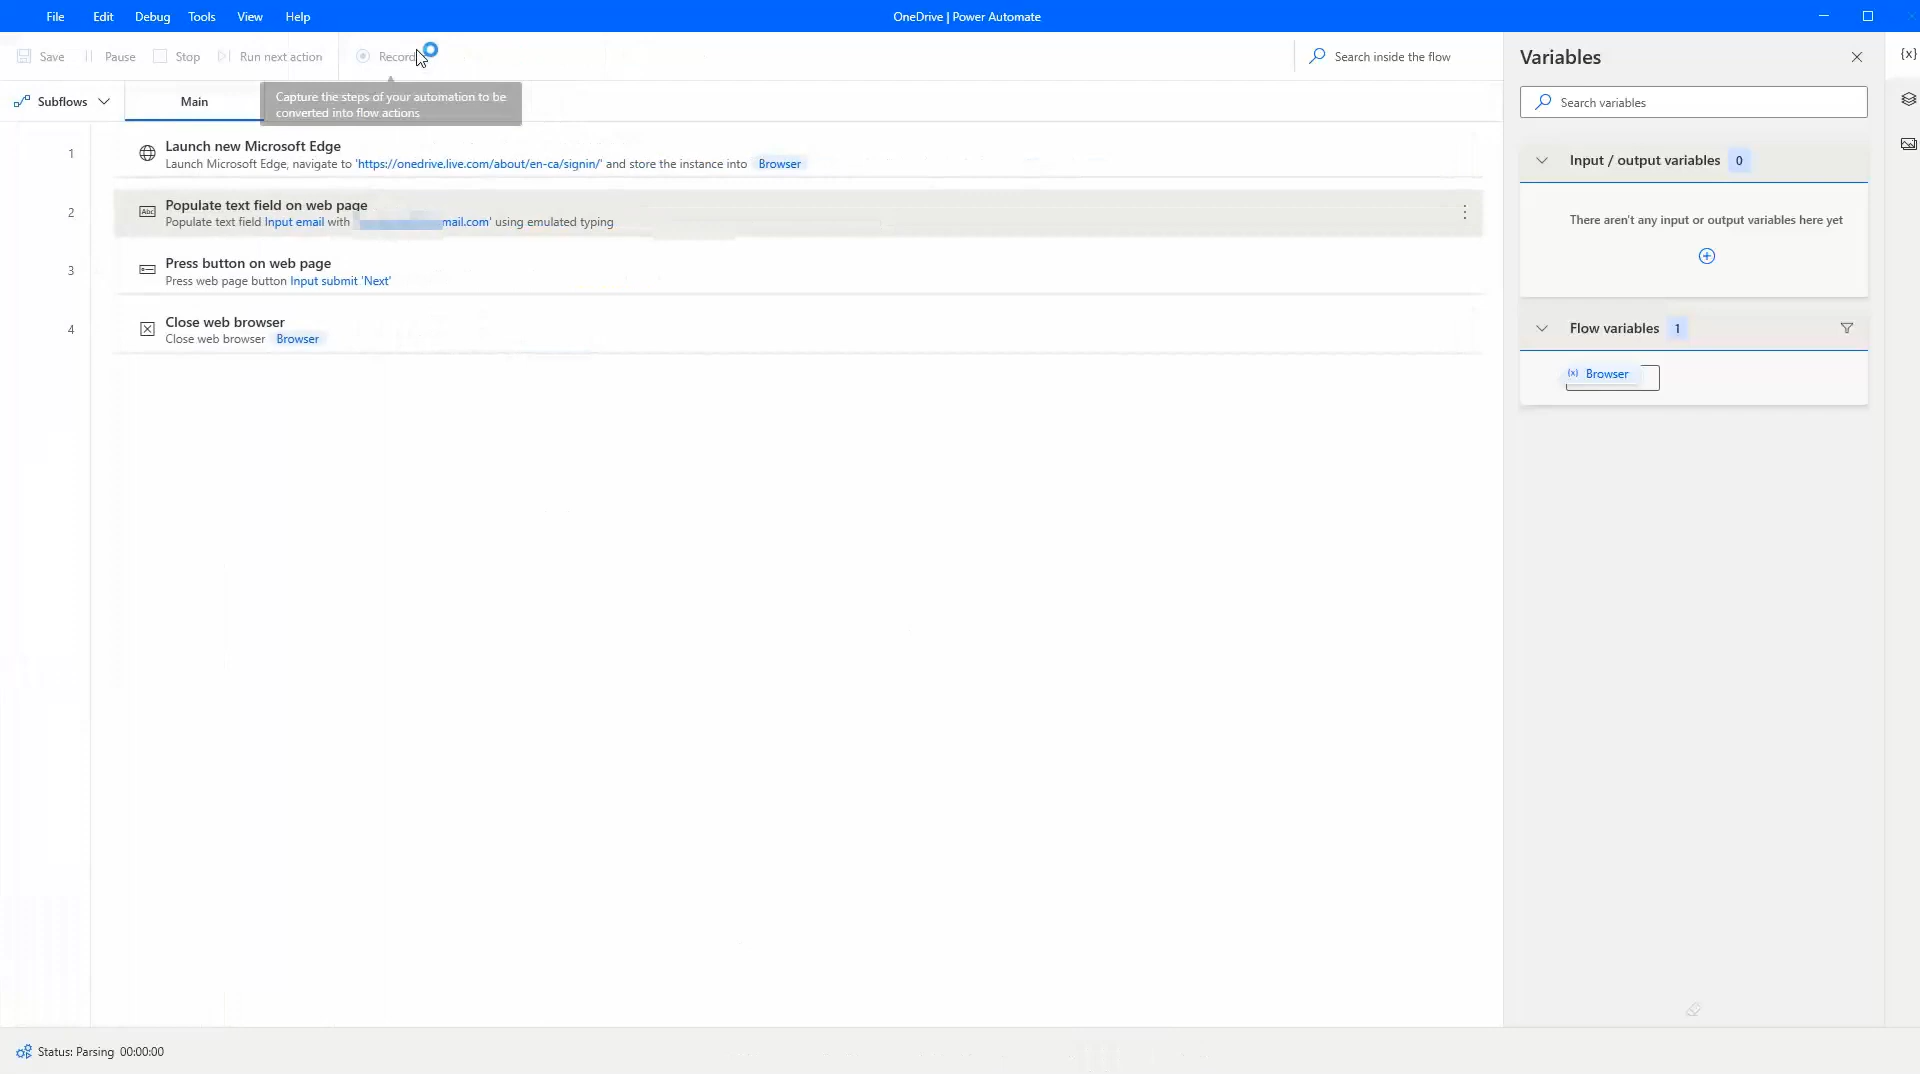 File Edit Debug Tools View Help OneDrive | Power Automate
Save Pause Stop Run next action Record Search inside the flow
Subflows Main
Capture the steps of your automation to be
converted into flow actions
1 Launch new Microsoft Edge
Launch Microsoft Edge, navigate to 'https://onedrive.live.com/about/en-ca/signin/' and store the instance into Browser
2 Abc Populate text field on web page
Populate text field Input email with mail.com' using emulated typing
3 Press button on web page
Press web page button Input submit 'Next'
4 Close web browser
Close web browser Browser
Variables {x}
Search variables
Input / output variables 0
There aren't any input or output variables here yet
Flow variables 1
(x) Browser
Status: Parsing 00:00:00